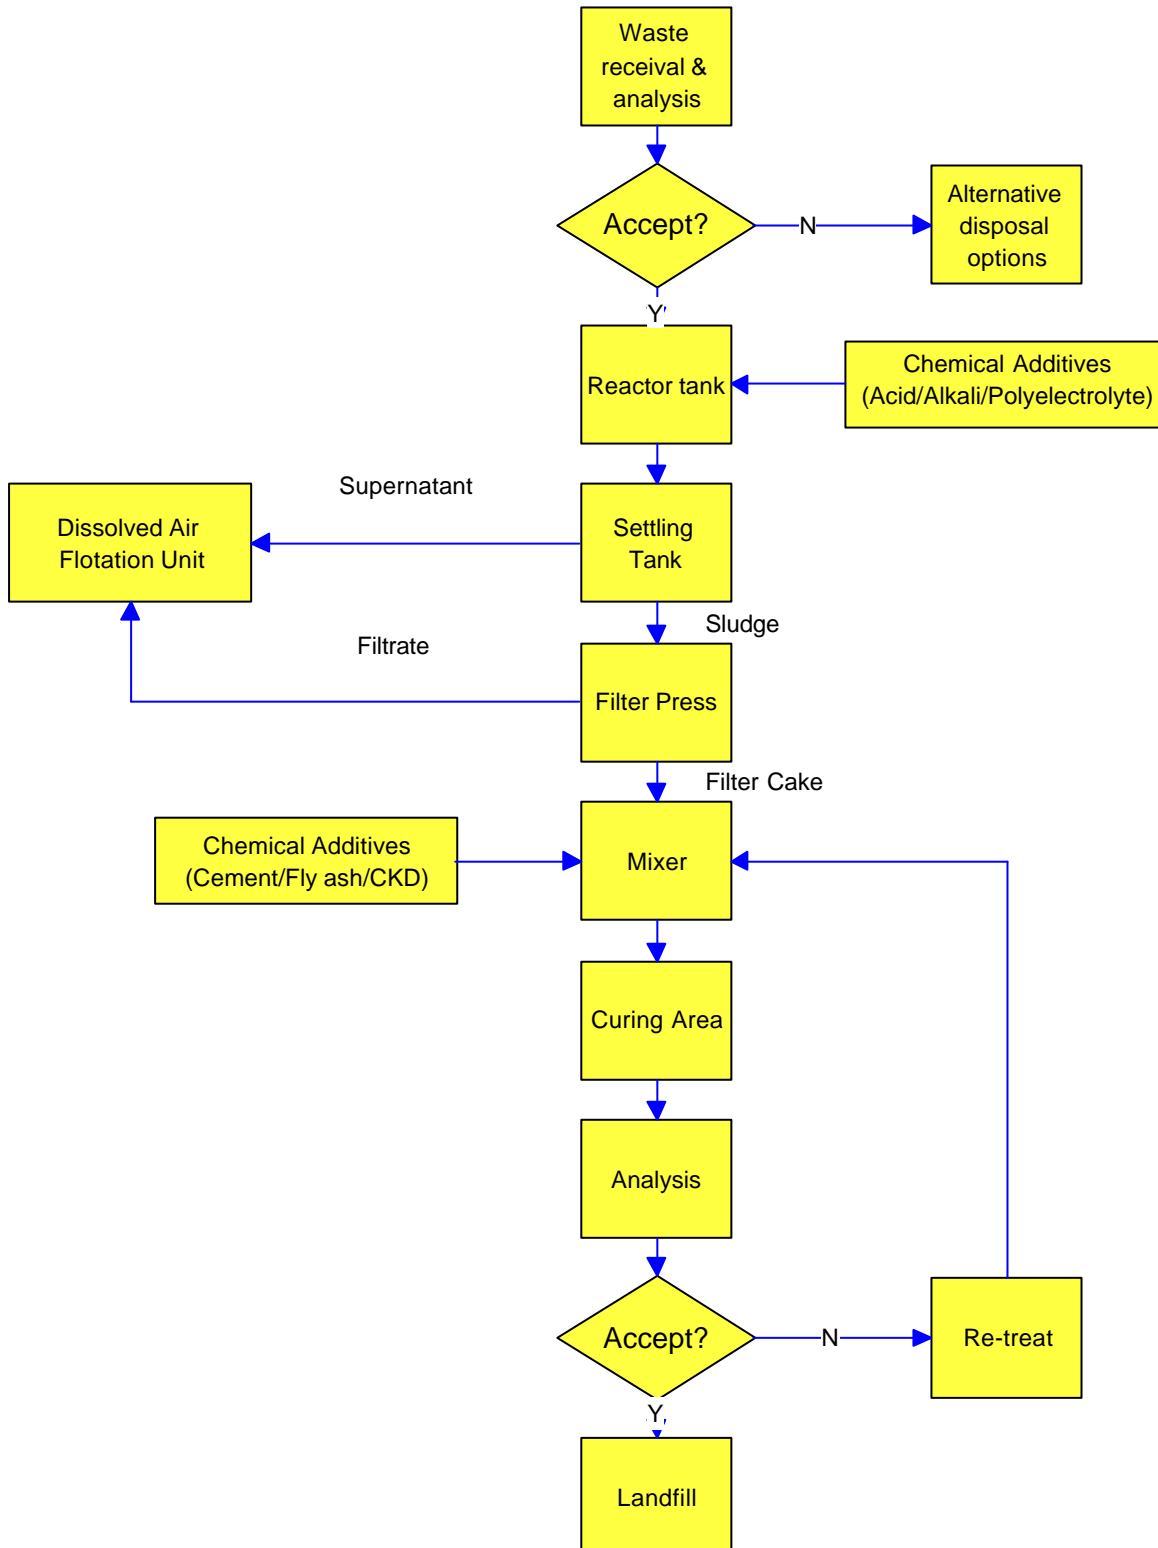 Waste
receival &
analysis
Accept?
N
Alternative
disposal
options
Y
Reactor tank
Chemical Additives
(Acid/Alkali/Polyelectrolyte)
Supernatant
Dissolved Air
Flotation Unit
Settling
Tank
Sludge
Filtrate
Filter Press
Filter Cake
Chemical Additives
(Cement/Fly ash/CKD)
Mixer
Curing Area
Analysis
Accept?
N
Re-treat
Y
Landfill